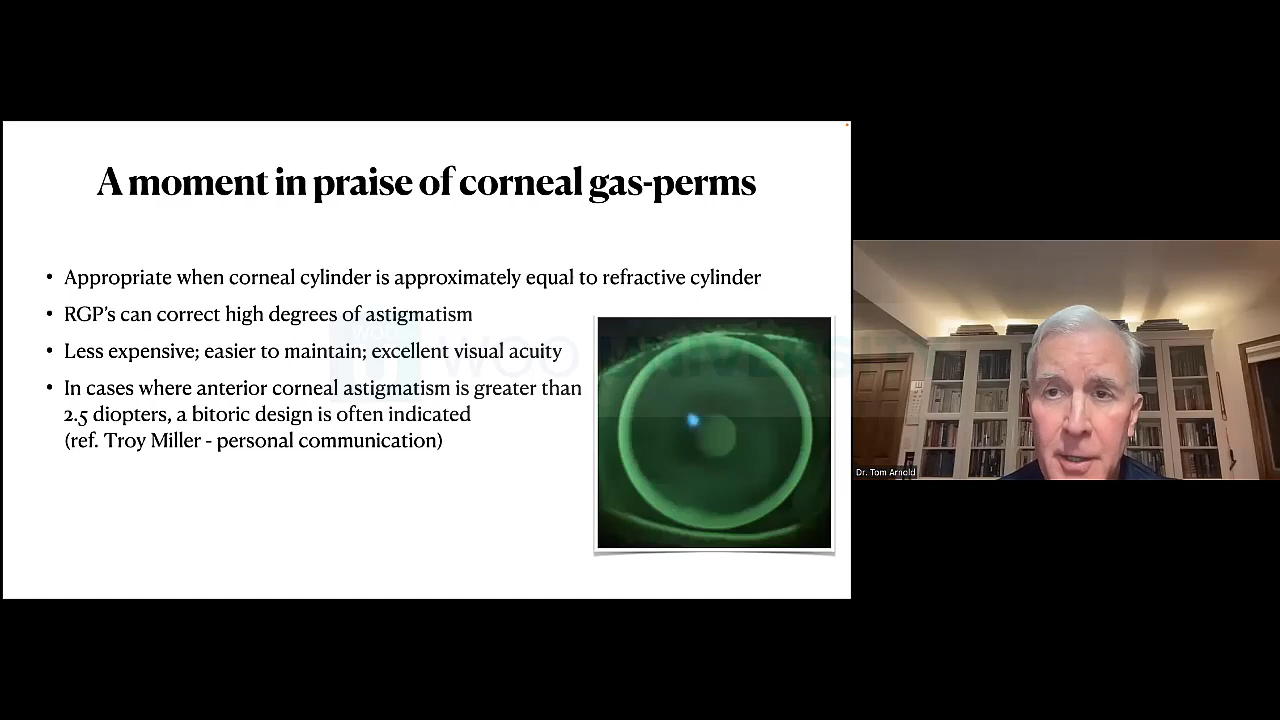 A moment in praise of corneal gas-perms
• Appropriate when corneal cylinder is approximately equal to refractive cylinder
• RGP's can correct high degrees of astigmatism
• Less expensive; easier to maintain; excellent visual acuity
• In cases where anterior corneal astigmatism is greater than
2.5 diopters, a bitoric design is often indicated
(ref. Troy Miller - personal communication)
WOO UNIVERSIT
Dr. Tom Arnold